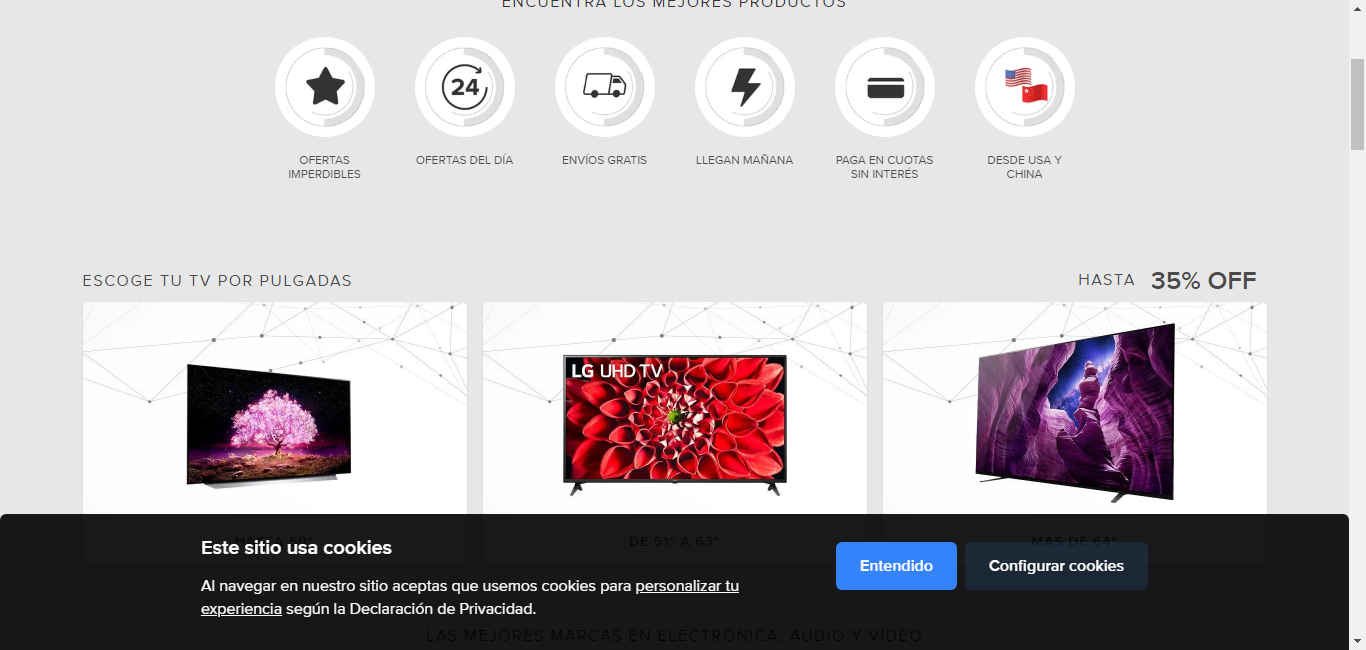 ENCUENTRA LOS MEJORES PRODUCTOS
24
OFERTAS
IMPERDIBLES
OFERTAS DEL DÍA
ENVÍOS GRATIS
LLEGAN MAÑANA
PAGA EN CUOTAS
SIN INTERÉS
DESDE USA Y
CHINA
ESCOGE TU TV POR PULGADAS
HASTA 35% OFF
LG UHD TV
HASTA 50"
DE 51" A 63"
MÁS DE 64"
Este sitio usa cookies
Al navegar en nuestro sitio aceptas que usemos cookies para personalizar tu
experiencia según la Declaración de Privacidad.
Entendido
Configurar cookies
LAS MEJORES MARCAS EN ELECTRÓNICA, AUDIO Y VIDEO